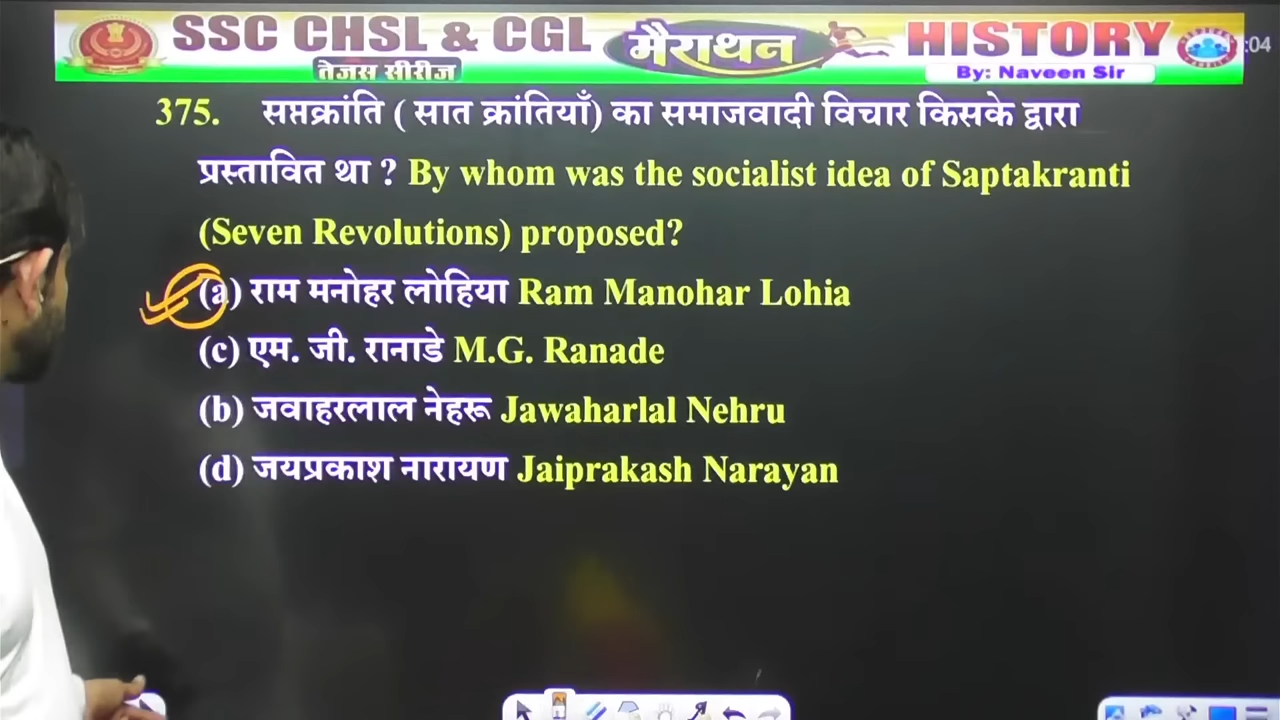 SSC CHSL & CGL मैराथन HISTORY :04
तेजस सीरीज By: Naveen Sir
375. सप्तक्रांति ( सात क्रांतियाँ) का समाजवादी विचार किसके द्वारा
प्रस्तावित था ? By whom was the socialist idea of Saptakranti
(Seven Revolutions) proposed?
(a) राम मनोहर लोहिया Ram Manohar Lohia
(c) एम. जी. रानाडे M.G. Ranade
(b) जवाहरलाल नेहरू Jawaharlal Nehru
(d) जयप्रकाश नारायण Jaiprakash Narayan